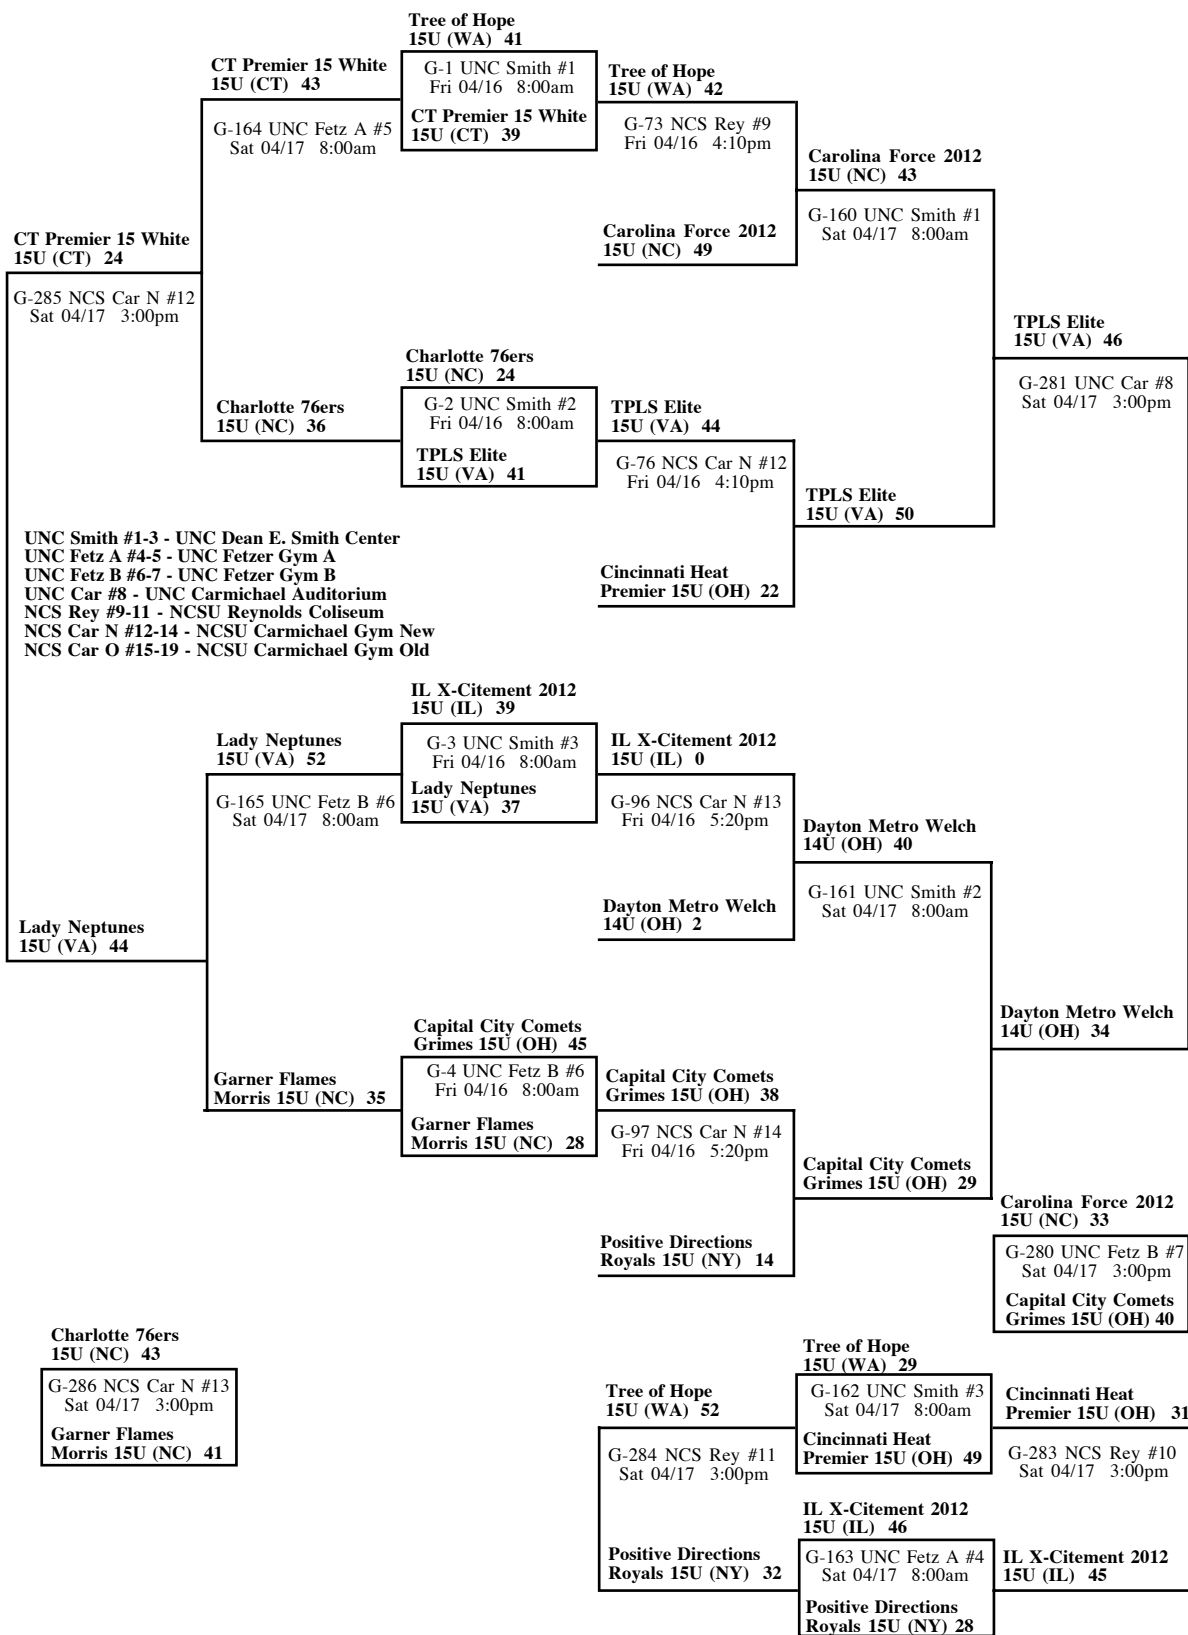 Tree of Hope
15U (WA) 41
G-1 UNC Smith #1
Fri 04/16 8:00am
CT Premier 15 White
15U (CT) 39
CT Premier 15 White
15U (CT) 43
G-164 UNC Fetz A #5
Sat 04/17 8:00am
Tree of Hope
15U (WA) 42
G-73 NCS Rey #9
Fri 04/16 4:10pm
Carolina Force 2012
15U (NC) 49
Carolina Force 2012
15U (NC) 43
G-160 UNC Smith #1
Sat 04/17 8:00am
CT Premier 15 White
15U (CT) 24
G-285 NCS Car N #12
Sat 04/17 3:00pm
TPLS Elite
15U (VA) 46
G-281 UNC Car #8
Sat 04/17 3:00pm
Charlotte 76ers
15U (NC) 36
Charlotte 76ers
15U (NC) 24
G-2 UNC Smith #2
Fri 04/16 8:00am
TPLS Elite
15U (VA) 41
TPLS Elite
15U (VA) 44
G-76 NCS Car N #12
Fri 04/16 4:10pm
TPLS Elite
15U (VA) 50
Cincinnati Heat
Premier 15U (OH) 22
UNC Smith #1-3 - UNC Dean E. Smith Center
UNC Fetz A #4-5 - UNC Fetzer Gym A
UNC Fetz B #6-7 - UNC Fetzer Gym B
UNC Car #8 - UNC Carmichael Auditorium
NCS Rey #9-11 - NCSU Reynolds Coliseum
NCS Car N #12-14 - NCSU Carmichael Gym New
NCS Car O #15-19 - NCSU Carmichael Gym Old
IL X-Citement 2012
15U (IL) 39
G-3 UNC Smith #3
Fri 04/16 8:00am
Lady Neptunes
15U (VA) 37
Lady Neptunes
15U (VA) 52
G-165 UNC Fetz B #6
Sat 04/17 8:00am
IL X-Citement 2012
15U (IL) 0
G-96 NCS Car N #13
Fri 04/16 5:20pm
Dayton Metro Welch
14U (OH) 2
Dayton Metro Welch
14U (OH) 40
G-161 UNC Smith #2
Sat 04/17 8:00am
Lady Neptunes
15U (VA) 44
Dayton Metro Welch
14U (OH) 34
Garner Flames
Morris 15U (NC) 35
Capital City Comets
Grimes 15U (OH) 45
G-4 UNC Fetz B #6
Fri 04/16 8:00am
Garner Flames
Morris 15U (NC) 28
Capital City Comets
Grimes 15U (OH) 38
G-97 NCS Car N #14
Fri 04/16 5:20pm
Capital City Comets
Grimes 15U (OH) 29
Positive Directions
Royals 15U (NY) 14
Carolina Force 2012
15U (NC) 33
G-280 UNC Fetz B #7
Sat 04/17 3:00pm
Capital City Comets
Grimes 15U (OH) 40
Charlotte 76ers
15U (NC) 43
G-286 NCS Car N #13
Sat 04/17 3:00pm
Garner Flames
Morris 15U (NC) 41
Tree of Hope
15U (WA) 52
G-284 NCS Rey #11
Sat 04/17 3:00pm
Positive Directions
Royals 15U (NY) 32
Tree of Hope
15U (WA) 29
G-162 UNC Smith #3
Sat 04/17 8:00am
Cincinnati Heat
Premier 15U (OH) 49
IL X-Citement 2012
15U (IL) 46
G-163 UNC Fetz A #4
Sat 04/17 8:00am
Positive Directions
Royals 15U (NY) 28
Cincinnati Heat
Premier 15U (OH) 31
G-283 NCS Rey #10
Sat 04/17 3:00pm
IL X-Citement 2012
15U (IL) 45